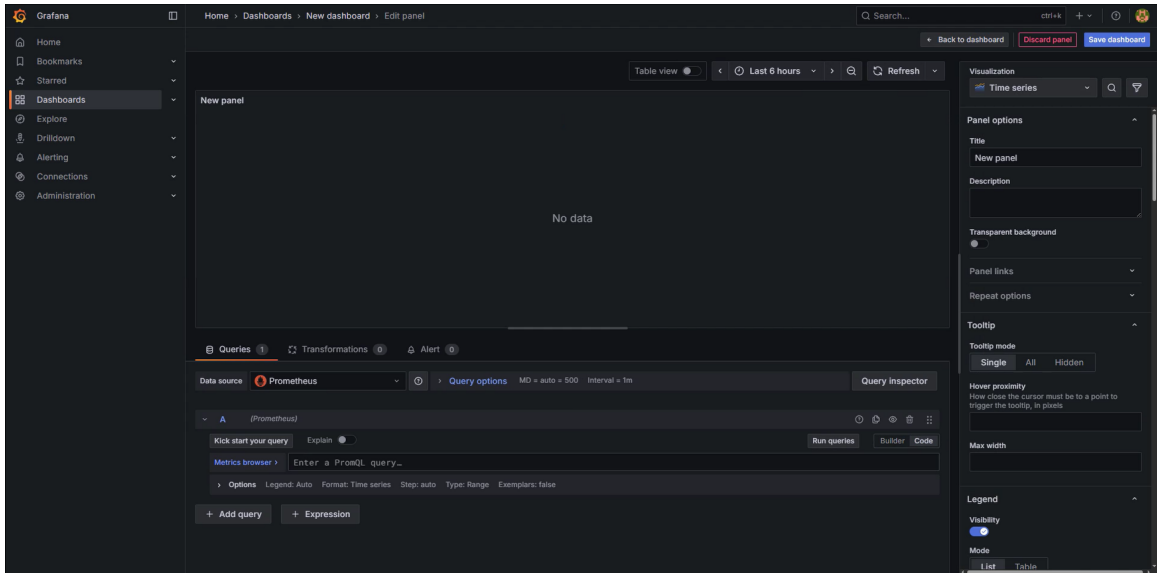 Grafana
Home › Dashboards › New dashboard › Edit panel
Search...
ctrl+k
Home
Bookmarks
Starred
Dashboards
Explore
Drilldown
Alerting
Connections
Administration
+ Back to dashboard
Discard panel
Save dashboard
Table view
Last 6 hours
Refresh
New panel
No data
Queries 1
Transformations 0
Alert 0
Data source
Prometheus
Query options MD = auto = 500 Interval = 1m
Query inspector
A (Prometheus)
Kick start your query
Explain
Run queries
Builder Code
Metrics browser ›
Enter a PromQL query…
Options Legend: Auto Format: Time series Step: auto Type: Range Exemplars: false
+ Add query
+ Expression
Visualization
Time series
Panel options
Title
New panel
Description
Transparent background
Panel links
Repeat options
Tooltip
Tooltip mode
Single All Hidden
Hover proximity
How close the cursor must be to a point to
trigger the tooltip, in pixels
Max width
Legend
Visibility
Mode
List Table